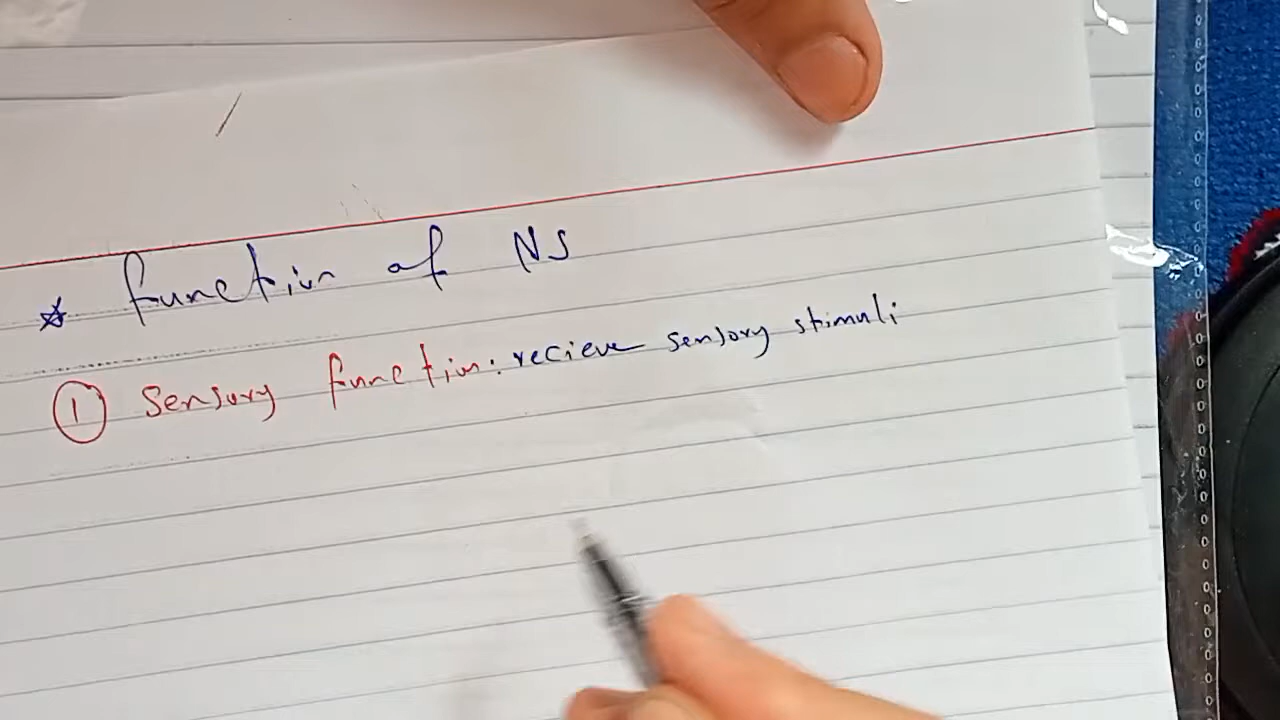 ☆ function of NS
① Sensory function: recieve sensory stimuli